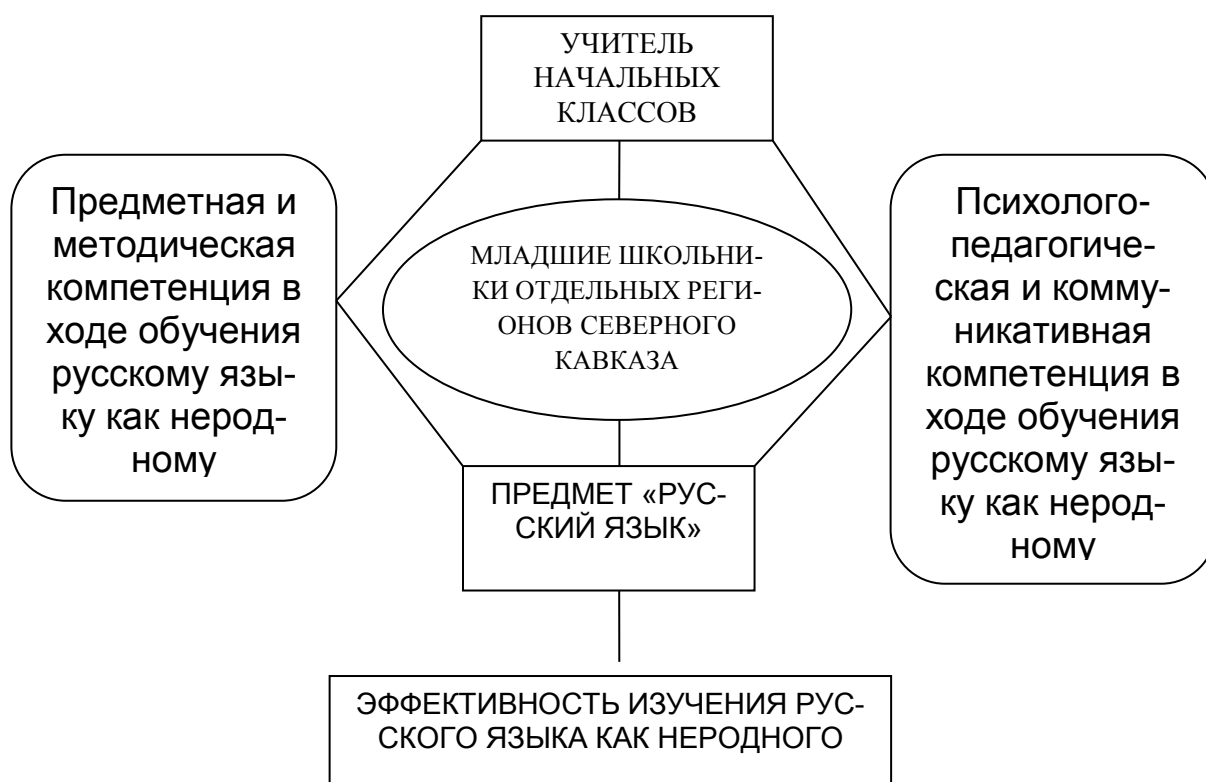 УЧИТЕЛЬ
НАЧАЛЬНЫХ
КЛАССОВ
Предметная и
методическая
компетенция в
ходе обучения
русскому язы-
ку как нерод-
ному
МЛАДШИЕ ШКОЛЬНИ-
КИ ОТДЕЛЬНЫХ РЕГИ-
ОНОВ СЕВЕРНОГО
КАВКАЗА
Психолого-
педагогиче-
ская и комму-
никативная
компетенция в
ходе обучения
русскому язы-
ку как нерод-
ному
ПРЕДМЕТ «РУС-
СКИЙ ЯЗЫК»
ЭФФЕКТИВНОСТЬ ИЗУЧЕНИЯ РУС-
СКОГО ЯЗЫКА КАК НЕРОДНОГО